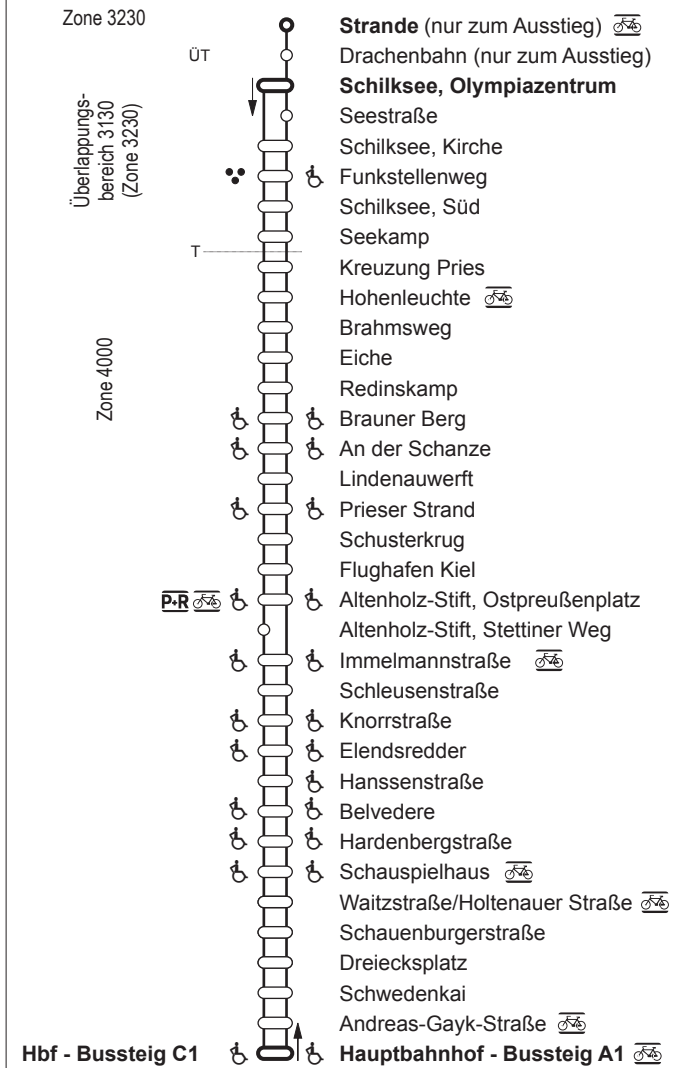 Zone 3230
Strande (nur zum Ausstieg)
ÜT
Drachenbahn (nur zum Ausstieg)
Schilksee, Olympiazentrum
Überlappungs-
bereich 3130
(Zone 3230)
Seestraße
Schilksee, Kirche
Funkstellenweg
Schilksee, Süd
Seekamp
T
Kreuzung Pries
Hohenleuchte
Zone 4000
Brahmsweg
Eiche
Redinskamp
Brauner Berg
An der Schanze
Lindenauwerft
Prieser Strand
Schusterkrug
Flughafen Kiel
P+R Altenholz-Stift, Ostpreußenplatz
Altenholz-Stift, Stettiner Weg
Immelmannstraße
Schleusenstraße
Knorrstraße
Elendsredder
Hanssenstraße
Belvedere
Hardenbergstraße
Schauspielhaus
Waitzstraße/Holtenauer Straße
Schauenburgerstraße
Dreiecksplatz
Schwedenkai
Andreas-Gayk-Straße
Hbf - Bussteig C1 Hauptbahnhof - Bussteig A1